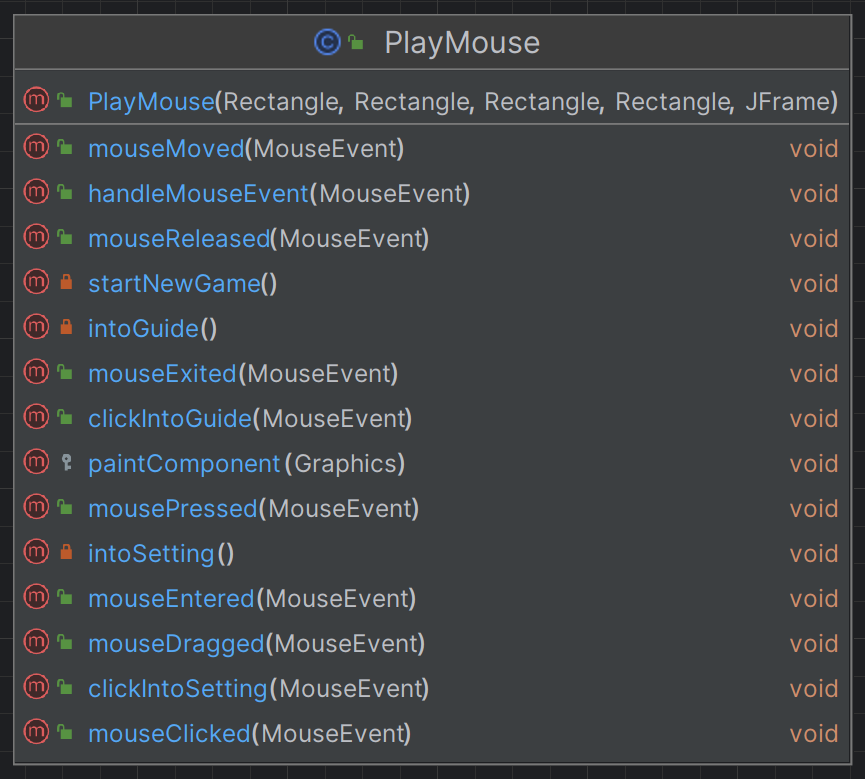 PlayMouse
PlayMouse(Rectangle, Rectangle, Rectangle, Rectangle, JFrame)
mouseMoved(MouseEvent) void
handleMouseEvent(MouseEvent) void
mouseReleased(MouseEvent) void
startNewGame() void
intoGuide() void
mouseExited(MouseEvent) void
clickIntoGuide(MouseEvent) void
paintComponent(Graphics) void
mousePressed(MouseEvent) void
intoSetting() void
mouseEntered(MouseEvent) void
mouseDragged(MouseEvent) void
clickIntoSetting(MouseEvent) void
mouseClicked(MouseEvent) void